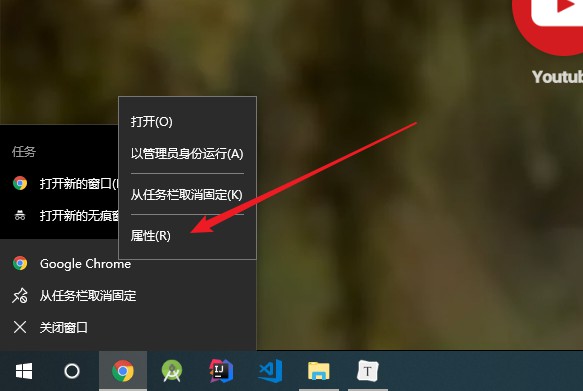 Youtub
打开(O)
以管理员身份运行(A)
从任务栏取消固定(K)
属性(R)
任务
打开新的窗口(
打开新的无痕窗
Google Chrome
从任务栏取消固定
关闭窗口
IJ
T